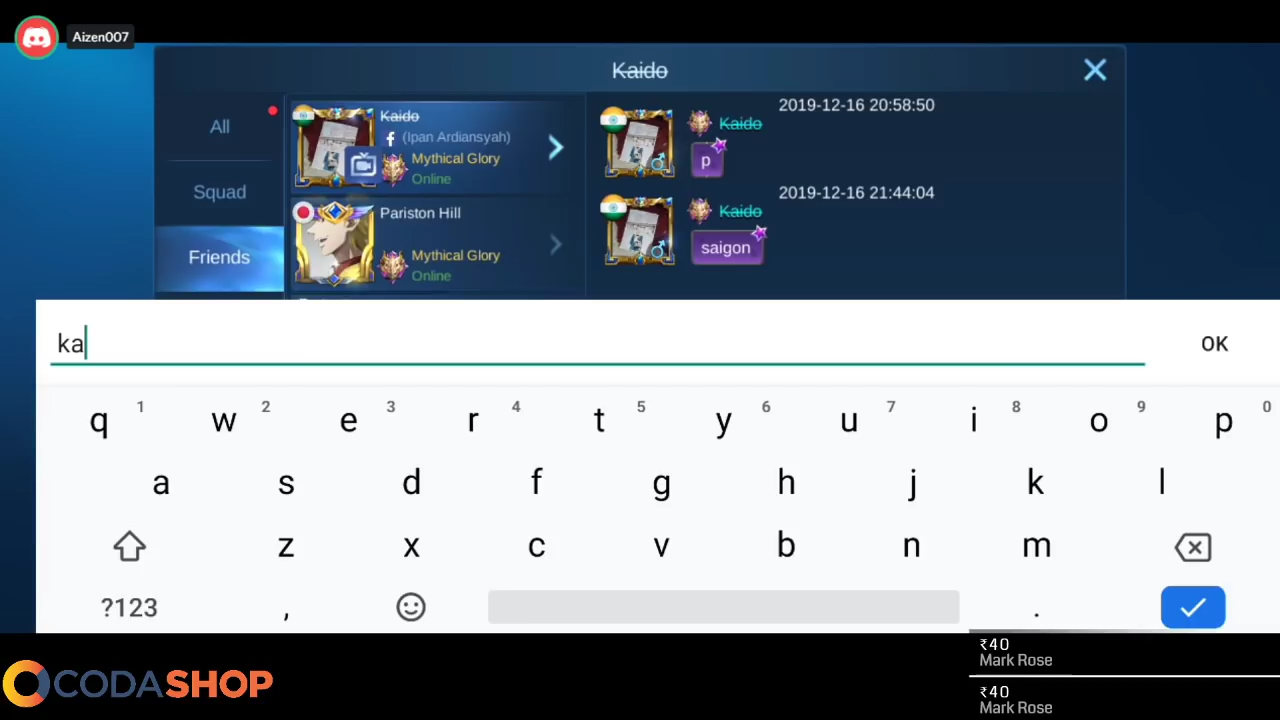 Aizen007
Kaido
All
Squad
Friends
Kaido
f (Ipan Ardiansyah)
Mythical Glory
Online
Pariston Hill
Mythical Glory
Online
2019-12-16 20:58:50
Kaido
p
2019-12-16 21:44:04
Kaido
saigon
ka
OK
q 1 w 2 e 3 r 4 t 5 y 6 u 7 i 8 o 9 p 0
a s d f g h j k l
z x c v b n m
?123 , .
CODASHOP
₹40
Mark Rose
₹40
Mark Rose